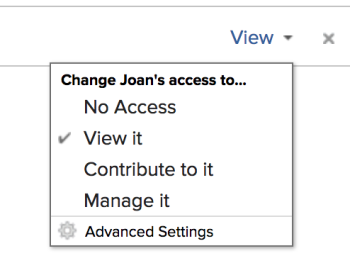 View
Change Joan's access to...
No Access
View it
Contribute to it
Manage it
Advanced Settings